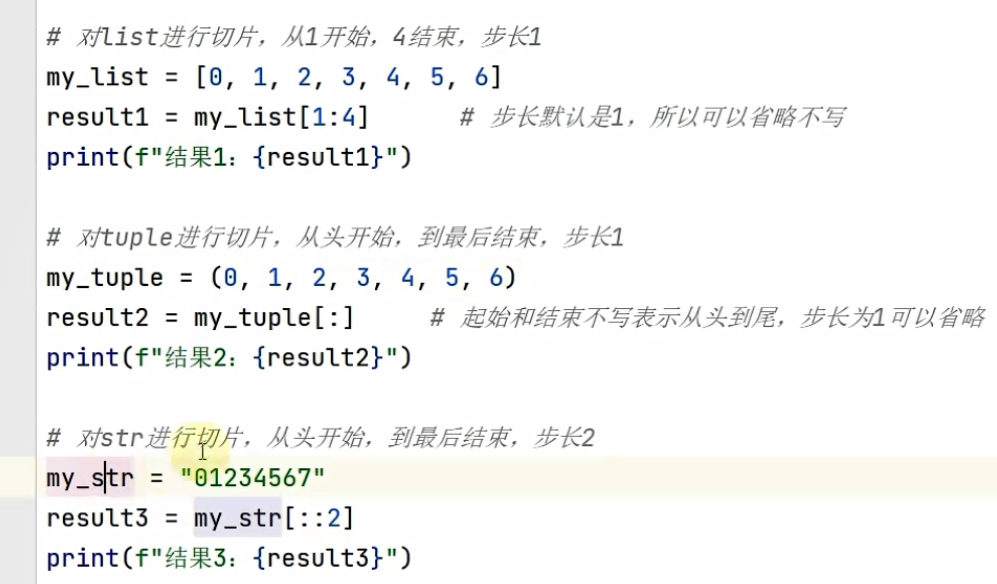 # 对list进行切片，从1开始，4结束，步长1
my_list = [0, 1, 2, 3, 4, 5, 6]
result1 = my_list[1:4]      # 步长默认是1，所以可以省略不写
print(f"结果1：{result1}")
# 对tuple进行切片，从头开始，到最后结束，步长1
my_tuple = (0, 1, 2, 3, 4, 5, 6)
result2 = my_tuple[:]     # 起始和结束不写表示从头到尾，步长为1可以省略
print(f"结果2：{result2}")
# 对str进行切片，从头开始，到最后结束，步长2
my_str = "01234567"
result3 = my_str[::2]
print(f"结果3：{result3}")